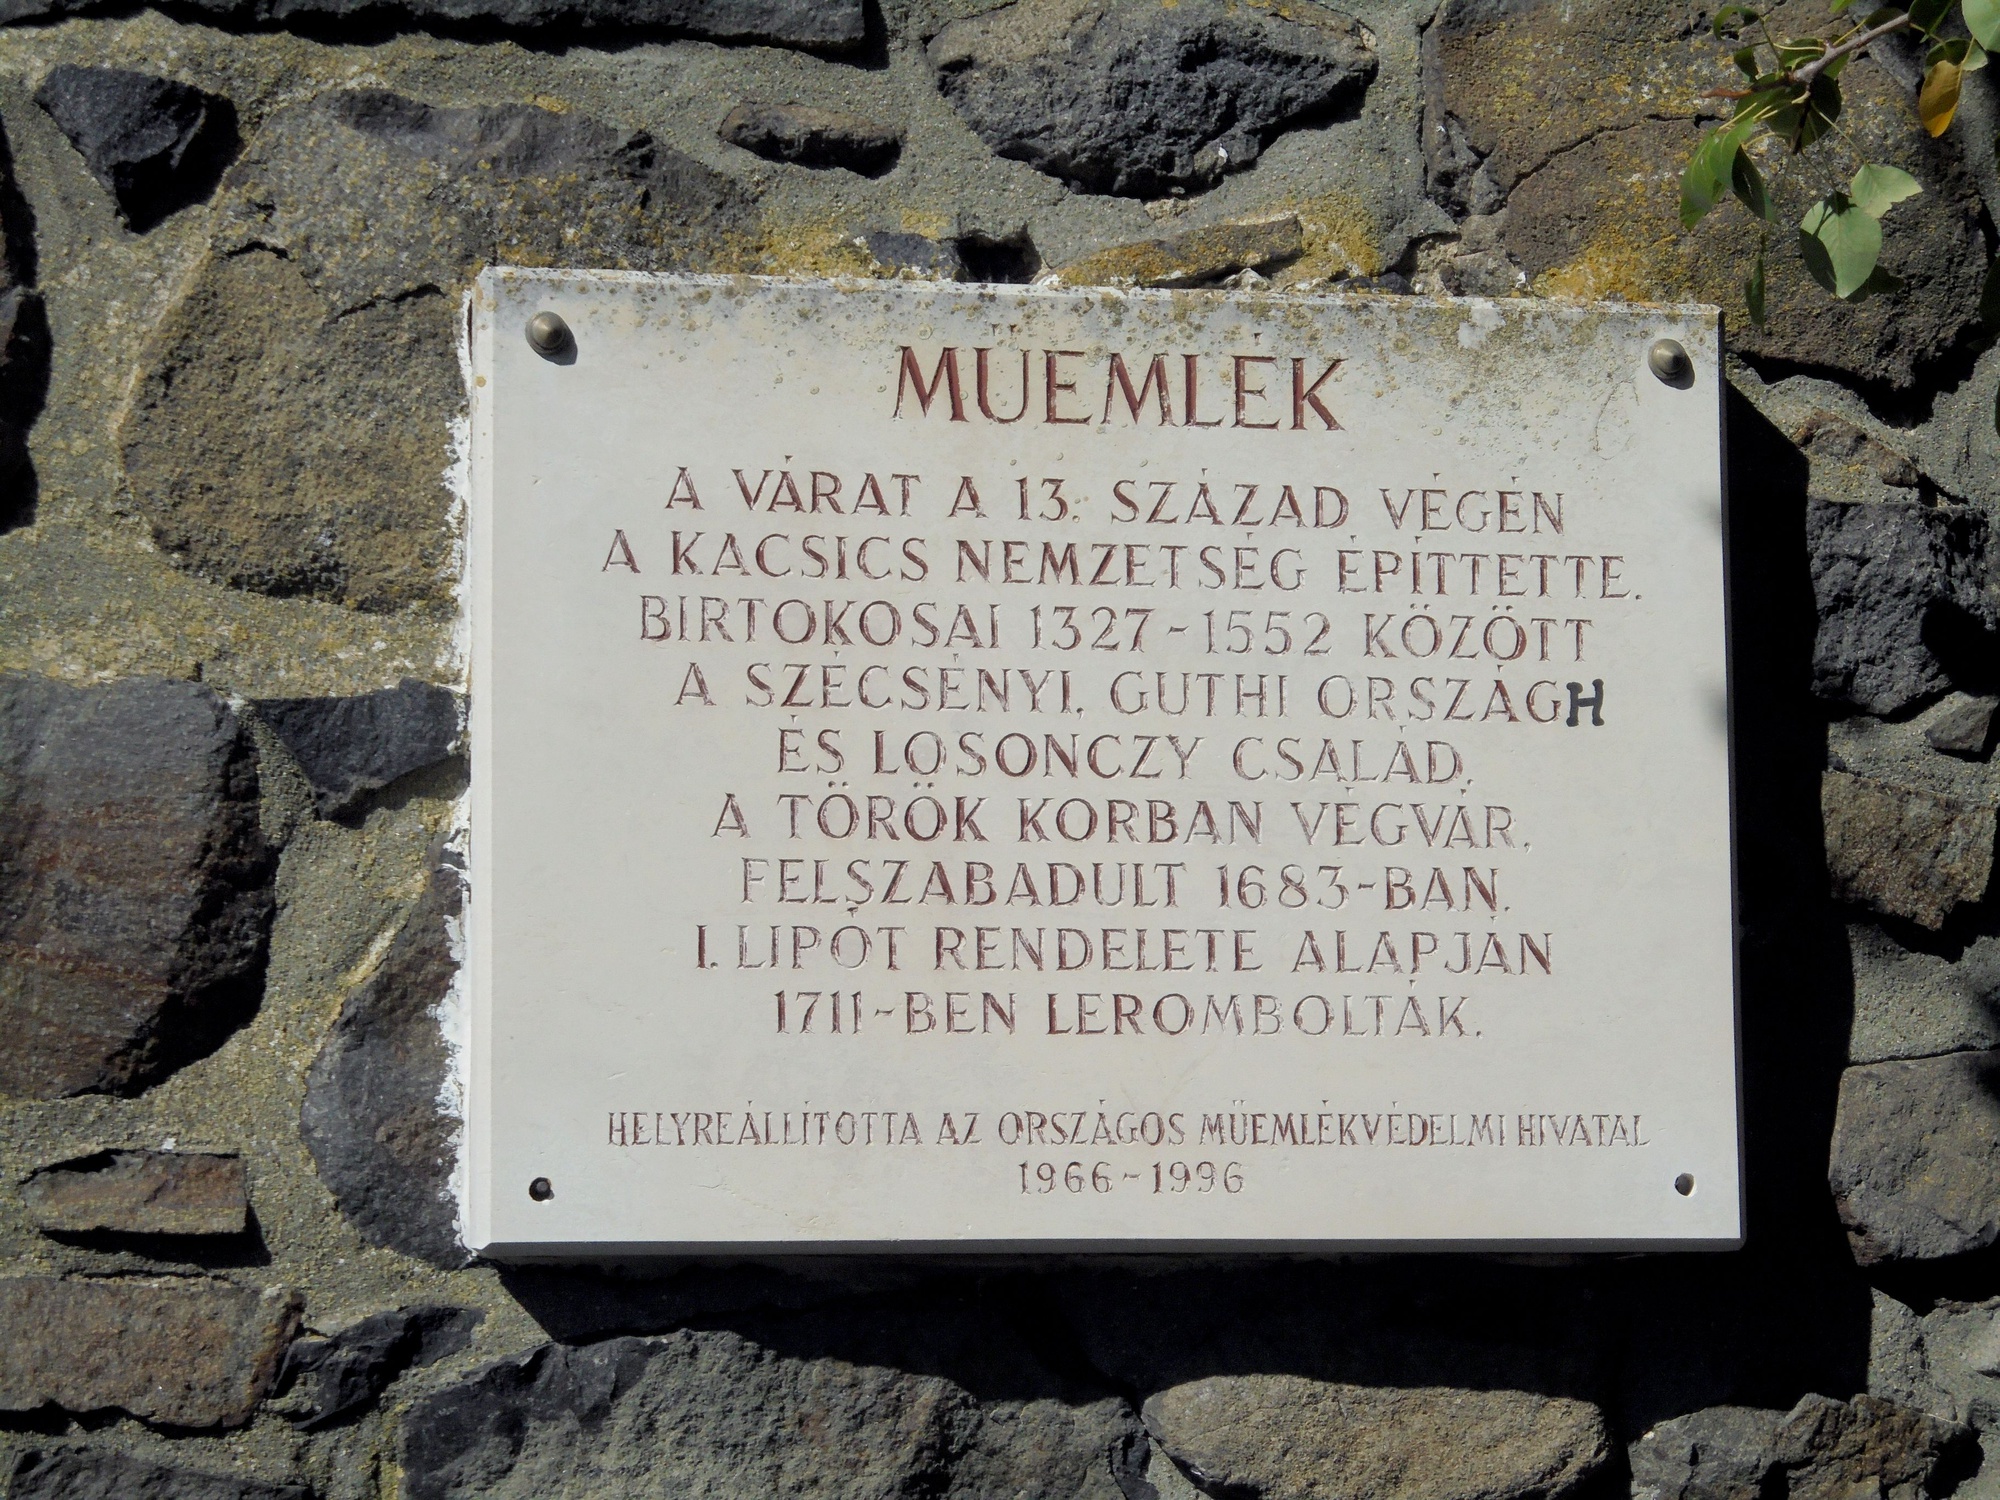 MŰEMLÉK
A VÁRAT A 13. SZÁZAD VÉGÉN
A KACSICS NEMZETSÉG ÉPÍTTETTE.
BIRTOKOSAI 1327-1552 KÖZÖTT
A SZÉCSÉNYI, GUTHI ORSZÁGH
ÉS LOSONCZY CSALÁD.
A TÖRÖK KORBAN VÉGVÁR,
FELSZABADULT 1683-BAN.
I. LIPÓT RENDELETE ALAPJÁN
1711-BEN LEROMBOLTÁK.
HELYREÁLLÍTOTTA AZ ORSZÁGOS MŰEMLÉKVÉDELMI HIVATAL
1966-1996